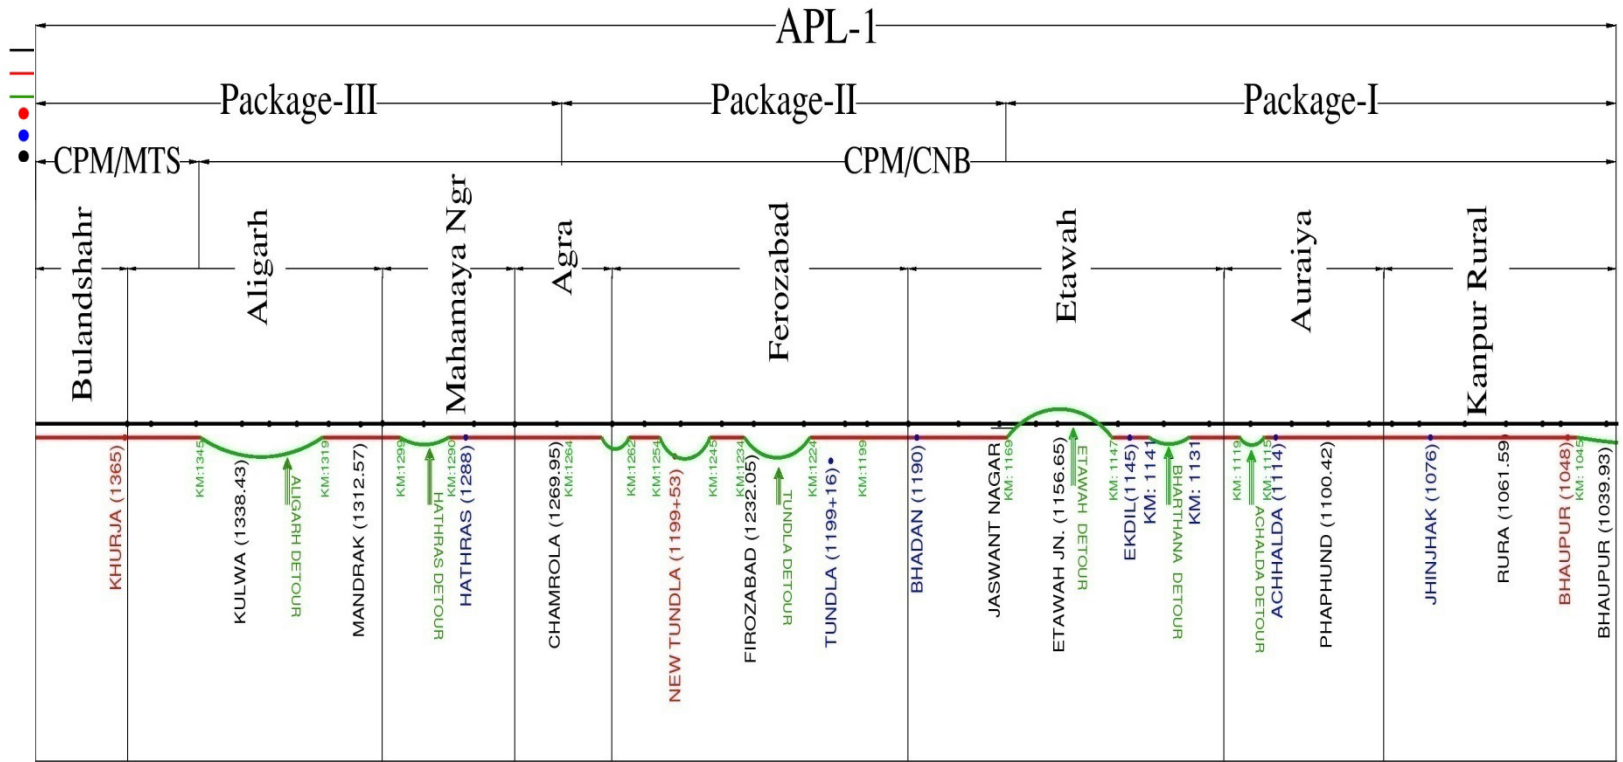 APL-1
Package-III
Package-II
Package-I
CPM/MTS
CPM/CNB
Bulandshahr
Aligarh
Mahamaya Ngr
Agra
Ferozabad
Etawah
Auraiya
Kanpur Rural
KHURJA (1365)
KM:1345
KULWA (1338.43)
ALIGARH DETOUR
KM:1319
MANDRAK (1312.57)
KM:1299
HATHRAS DETOUR
KM:1290
HATHRAS (1288)
CHAMROLA (1269.95)
KM:1264
KM:1262
KM:1254
NEW TUNDLA (1199+53)
KM:1245
KM:1234
FIROZABAD (1232.05)
TUNDLA DETOUR
KM:1224
TUNDLA (1199+16)
KM:1199
BHADAN (1190)
JASWANT NAGAR
KM: 1169
ETAWAH JN. (1156.65)
ETAWAH DETOUR
KM: 1147
EKDIL(1145)
KM: 1141
BHARTHANA DETOUR
KM: 1131
KM: 1119
ACHALDA DETOUR
KM:1115
ACHHALDA (1114)
PHAPHUND (1100.42)
JHINJHAK (1076)
RURA (1061.59)
BHAUPUR (1048)
KM: 1045
BHAUPUR (1039.93)